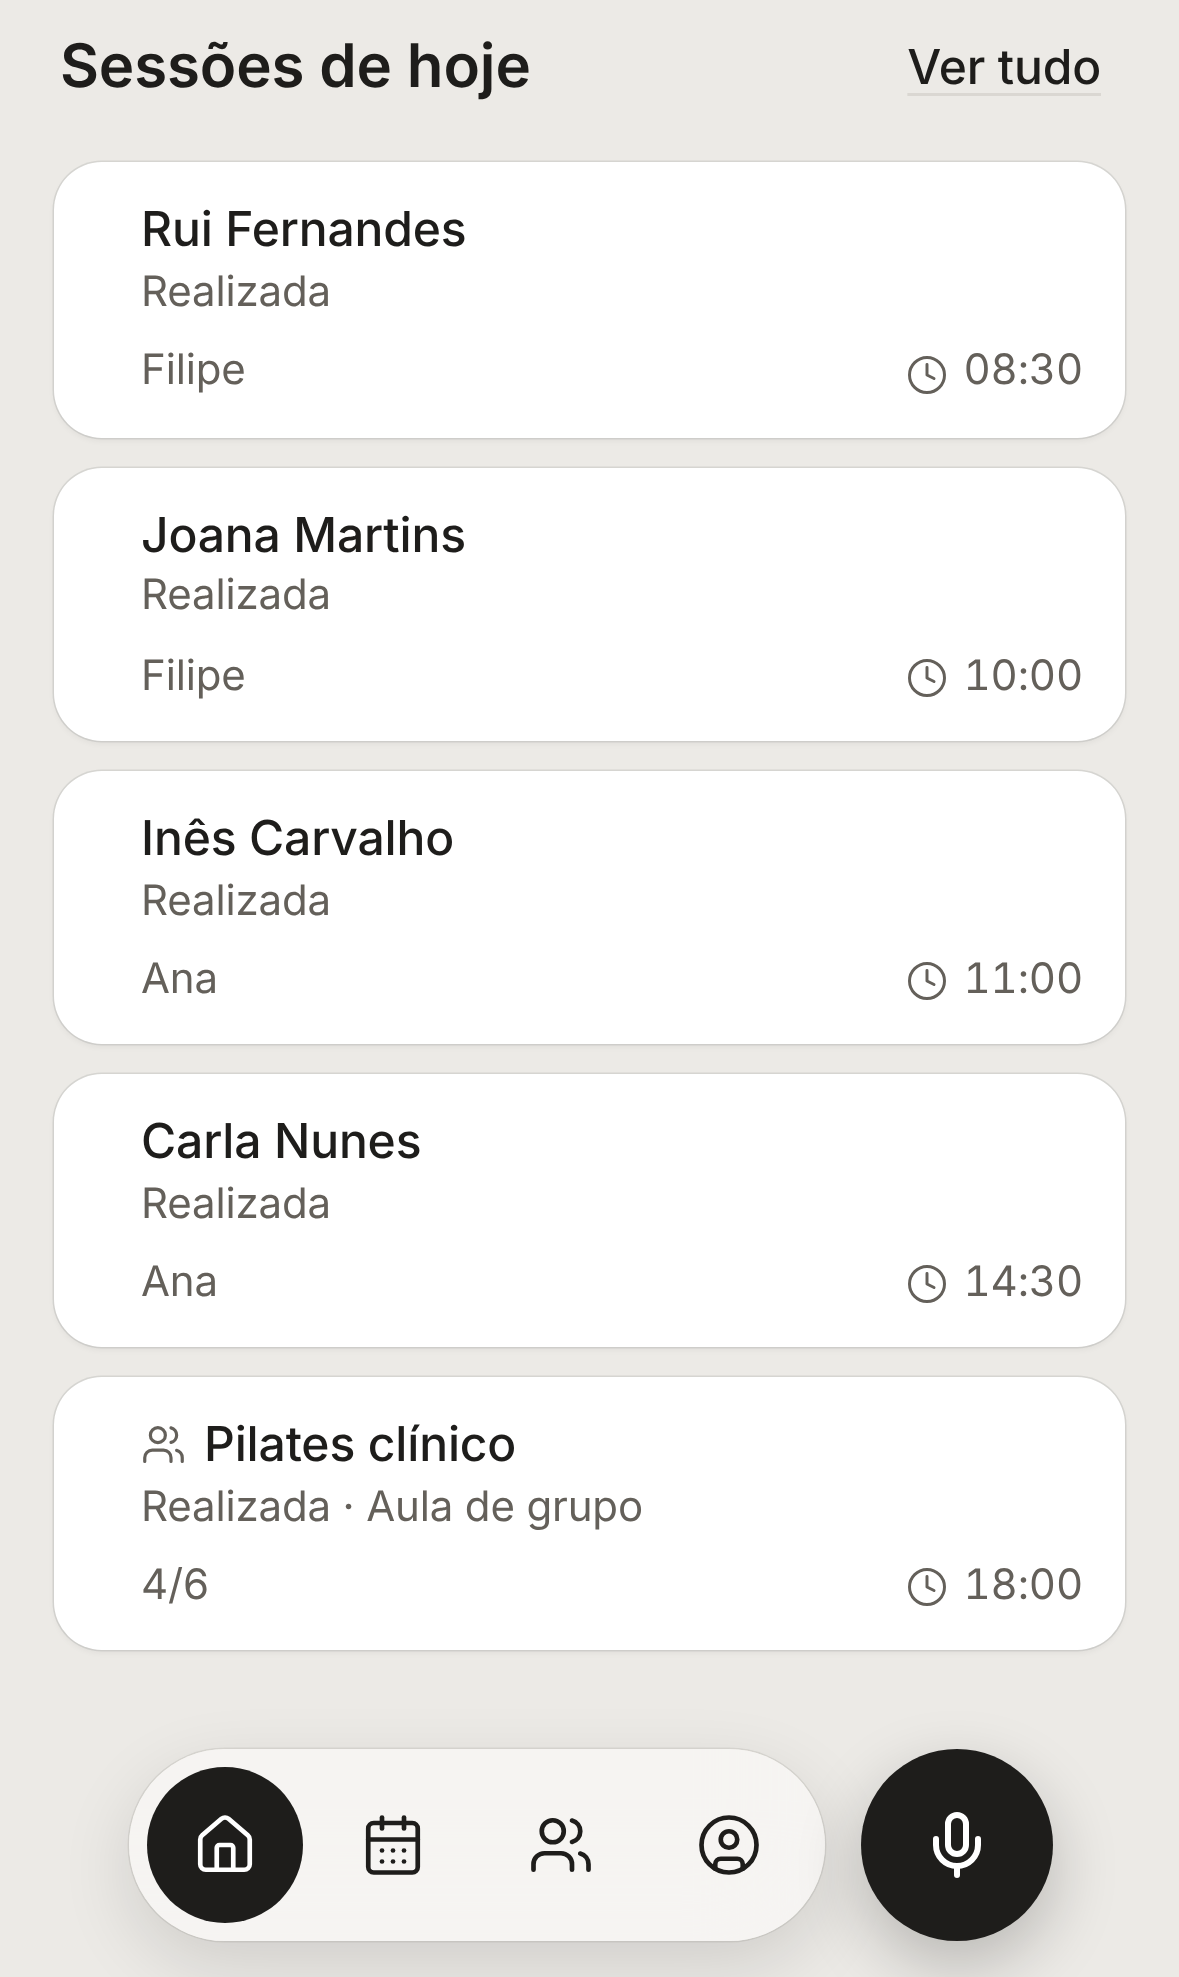 Sessões de hoje
Ver tudo
Rui Fernandes
Realizada
Filipe
08:30
Joana Martins
Realizada
Filipe
10:00
Inês Carvalho
Realizada
Ana
11:00
Carla Nunes
Realizada
Ana
14:30
Pilates clínico
Realizada · Aula de grupo
4/6
18:00